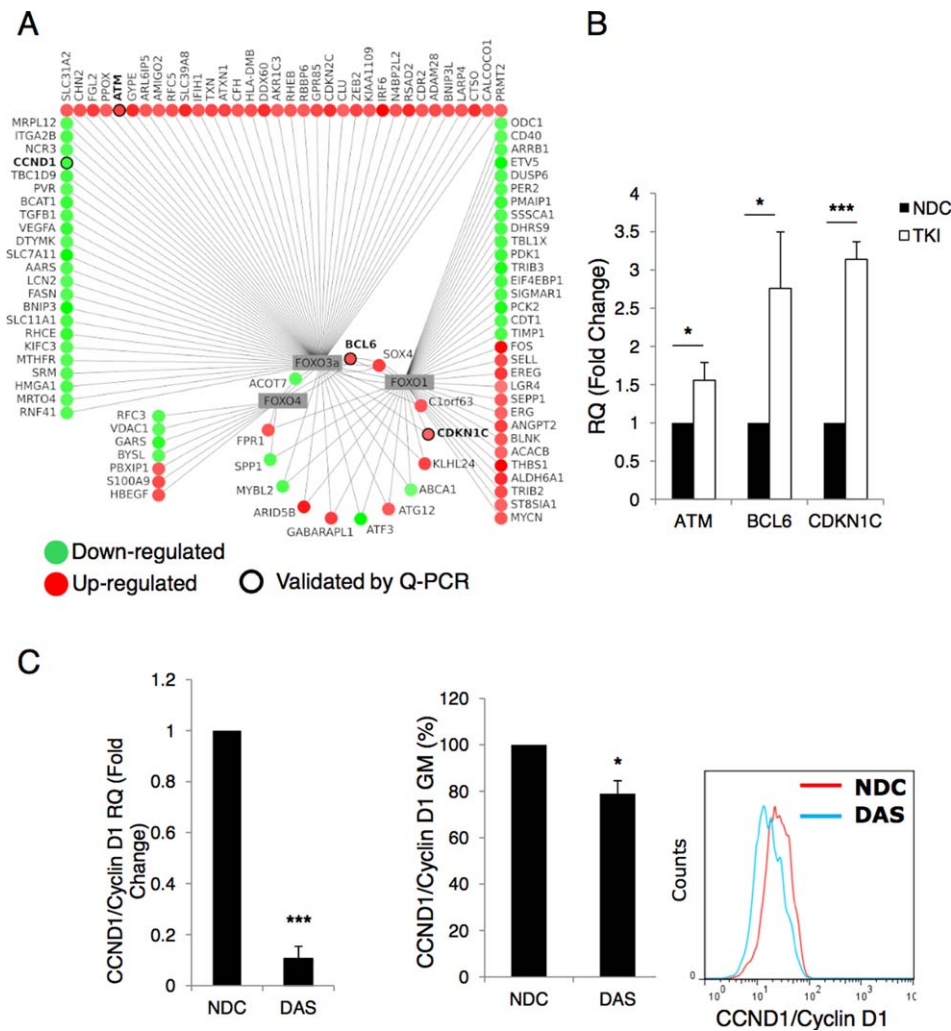 A
SLC31A2
CHN2
FGL2
PPOX
ATM
GYPE
ARL6IP5
AMIGO2
RFC5
SLC39A8
IFIH1
TXN
ATXN1
CFH
HLA-DMB
DDX60
AKR1C3
RHEB
RBBP6
GPR85
CDKN2C
CLU
ZEB2
KIAA1109
IRF6
N4BP2L2
RSAD2
CDR2
ADAM28
BNIP3L
LARP4
CTSO
CALCOCO1
PRMT2
MRPL12
ITGA2B
NCR3
CCND1
TBC1D9
PVR
BCAT1
TGFB1
VEGFA
DTYMK
SLC7A11
AARS
LCN2
FASN
BNIP3
SLC11A1
RHCE
KIFC3
MTHFR
SRM
HMGA1
MRTO4
RNF41
ODC1
CD40
ARRB1
ETV5
DUSP6
PER2
PMAIP1
SSSCA1
DHRS9
TBL1X
PDK1
TRIB3
EIF4EBP1
SIGMAR1
PCK2
CDT1
TIMP1
FOS
SELL
EREG
LGR4
SEPP1
ERG
ANGPT2
BLNK
ACACB
THBS1
ALDH6A1
TRIB2
ST8SIA1
MYCN
FOXO3a
BCL6
SOX4
FOXO1
ACOT7
FOXO4
C1orf63
CDKN1C
RFC3
VDAC1
GARS
BYSL
PBXIP1
S100A9
HBEGF
FPR1
SPP1
MYBL2
ARID5B
GABARAPL1
ATF3
ATG12
ABCA1
KLHL24
Down-regulated
Up-regulated
Validated by Q-PCR
B
RQ (Fold Change)
4
3.5
3
2.5
2
1.5
1
0.5
0
*
*
***
NDC
TKI
ATM BCL6 CDKN1C
C
CCND1/Cyclin D1 RQ (Fold
Change)
1.2
1
0.8
0.6
0.4
0.2
0
***
NDC DAS
CCND1/Cyclin D1 GM (%)
120
100
80
60
40
20
0
*
NDC DAS
NDC
DAS
Counts
0
10^0 10^1 10^2 10^3
CCND1/Cyclin D1